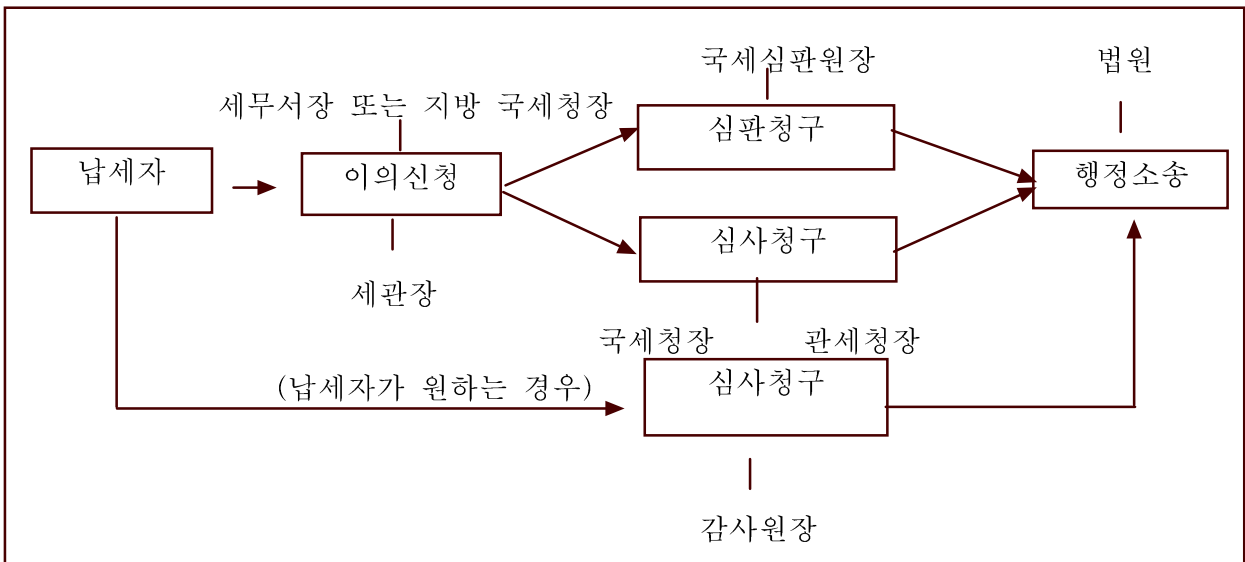 국세심판원장
법원
세무서장 또는 지방 국세청장
심판청구
납세자
이의신청
행정소송
심사청구
세관장
국세청장
관세청장
(납세자가 원하는 경우)
심사청구
감사원장